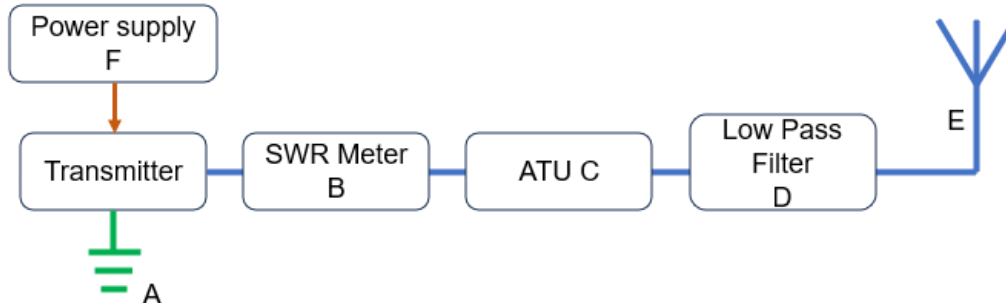 Power supply
F
Transmitter
SWR Meter
B
ATU C
Low Pass
Filter
D
E
A